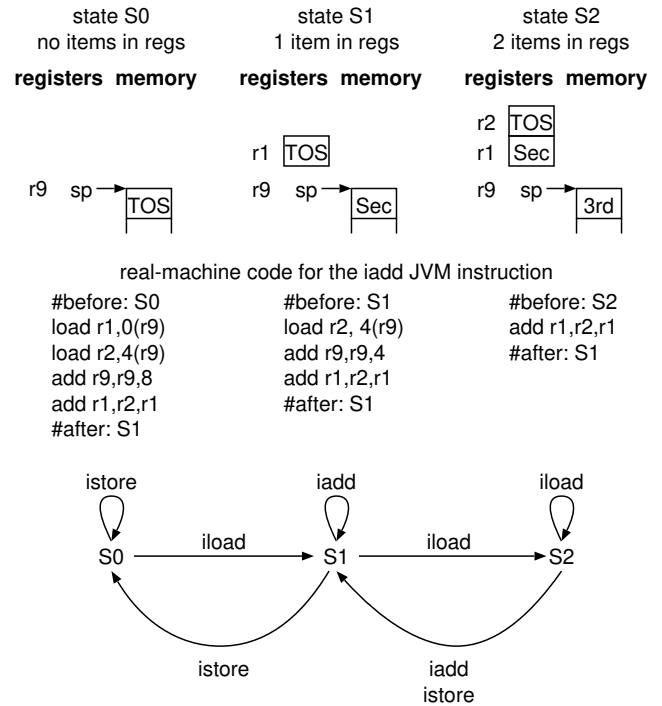 state S0 state S1 state S2
no items in regs 1 item in regs 2 items in regs
registers memory registers memory registers memory
r2 TOS
r1 TOS r1 Sec
r9 sp TOS r9 sp Sec r9 sp 3rd
real-machine code for the iadd JVM instruction
#before: S0
load r1,0(r9)
load r2,4(r9)
add r9,r9,8
add r1,r2,r1
#after: S1
#before: S1
load r2, 4(r9)
add r9,r9,4
add r1,r2,r1
#after: S1
#before: S2
add r1,r2,r1
#after: S1
istore iadd iload
S0 iload S1 iload S2
istore iadd
istore